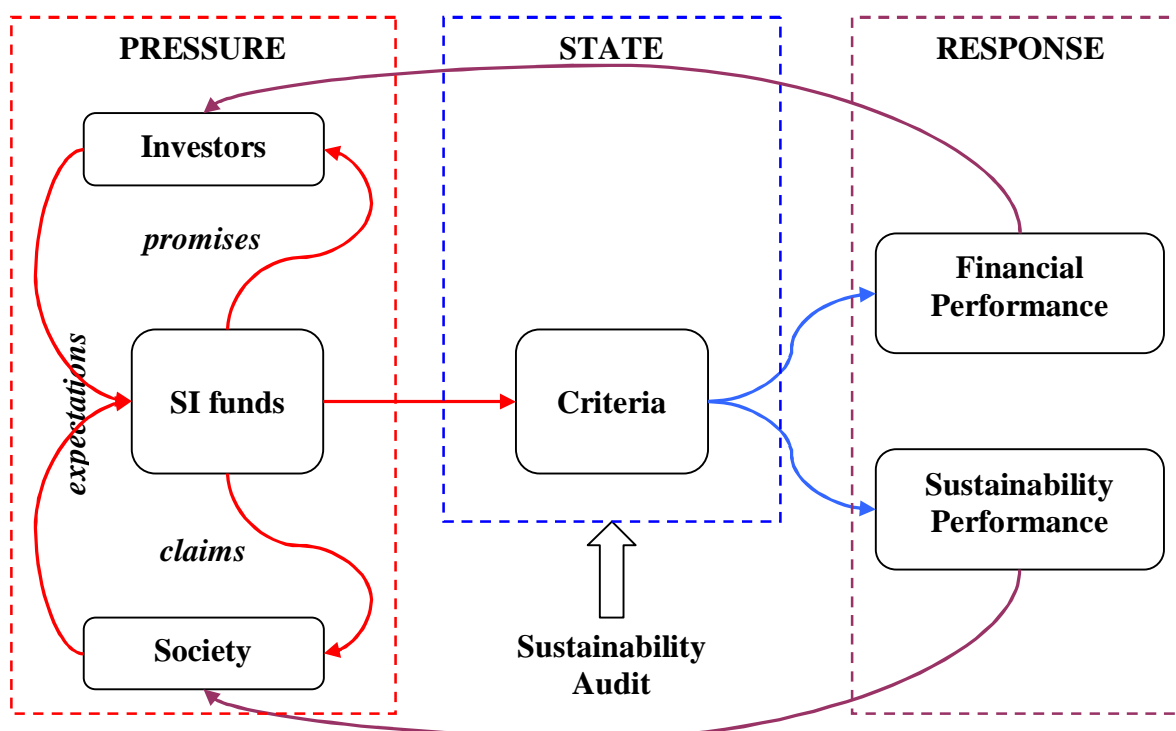 PRESSURE
STATE
RESPONSE
Investors
promises
expectations
SI funds
claims
Society
Criteria
Sustainability
Audit
Financial
Performance
Sustainability
Performance